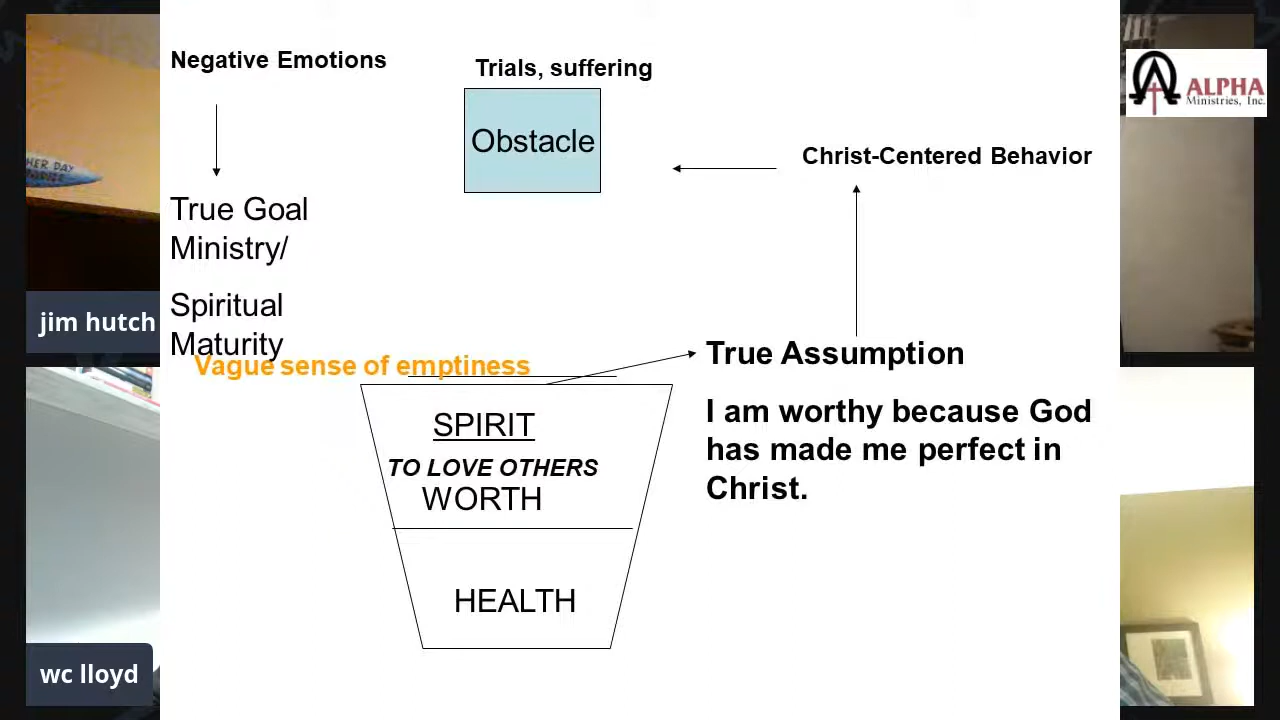 Negative Emotions
Trials, suffering
Obstacle
ALPHA
Ministries, Inc.
Christ-Centered Behavior
HER DAY
True Goal
Ministry/
Spiritual
Maturity
jim hutch
Vague sense of emptiness
True Assumption
I am worthy because God
has made me perfect in
Christ.
SPIRIT
TO LOVE OTHERS
WORTH
HEALTH
wc lloyd